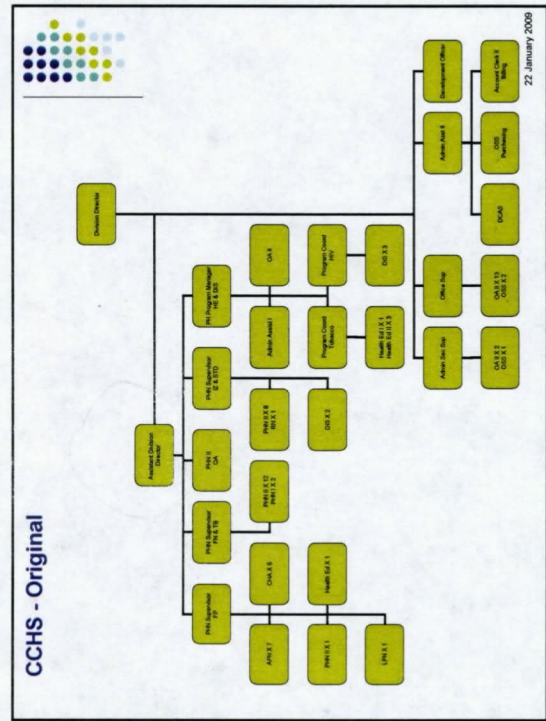 CCHS - Original
Division Director
Assistant Division
Director
PHN Supervisor
FP
PHN Supervisor
FN & TB
PHN II
QA
PHN Supervisor
IZ & STD
PH Program Manager
HE & DIS
APN X 7
CHA X 6
PHN II X 1
Health Ed X 1
LPN X 1
PHN II X 12
PHN I X 2
PHN II X 8
RN X 1
DIS X 2
Admin Assist I
OA II
Program Coord
Tobacco
Program Coord
HIV
Health Ed I X 1
Health Ed II X 3
DIS X 3
Admin Sec Sup
Office Sup
Admin Asst II
Development Officer
OA II X 2
OSS X 1
OA II X 13
OSS X 2
DCAS
OSS
Purchasing
Account Clerk II
Billing
22 January 2009